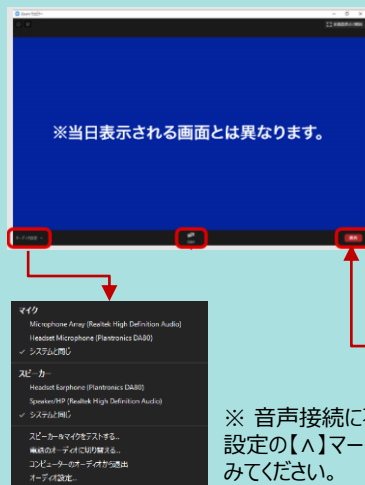 ※当日表示される画面とは異なります。
マイク
Microphone Array (Realtek High Definition Audio)
Headset Microphone (Plantronics DA80)
✓ システムと同じ
スピーカー
Headset Earphone (Plantronics DA80)
Speaker/HP (Realtek High Definition Audio)
✓ システムと同じ
スピーカー&マイクをテストする...
電話のオーディオに切り替える...
コンピューターのオーディオから退出
オーディオ設定...
※ 音声接続に
設定の【∧】マー
みてください。